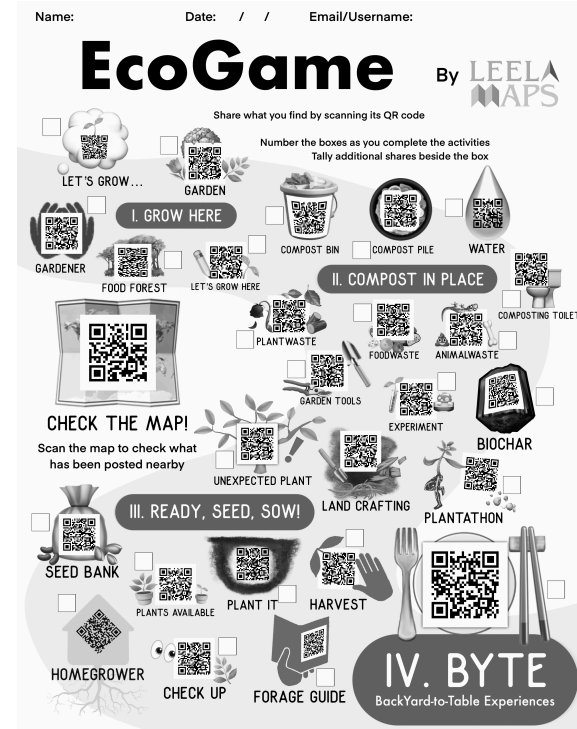 Name: Date: / / Email/Username:
EcoGame
By LEELA
MAPS
Share what you find by scanning its QR code
Number the boxes as you complete the activities
Tally additional shares beside the box
LET'S GROW...
GARDEN
I. GROW HERE
COMPOST BIN
COMPOST PILE
WATER
GARDENER
FOOD FOREST
LET'S GROW HERE
II. COMPOST IN PLACE
COMPOSTING TOILET
PLANTWASTE
FOODWASTE
ANIMALWASTE
GARDEN TOOLS
CHECK THE MAP!
EXPERIMENT
BIOCHAR
Scan the map to check what
has been posted nearby
UNEXPECTED PLANT
LAND CRAFTING
PLANTATHON
III. READY, SEED, SOW!
SEED BANK
PLANTS AVAILABLE
PLANT IT
HARVEST
HOMEGROWER
CHECK UP
FORAGE GUIDE
IV. BYTE
BackYard-to-Table Experiences